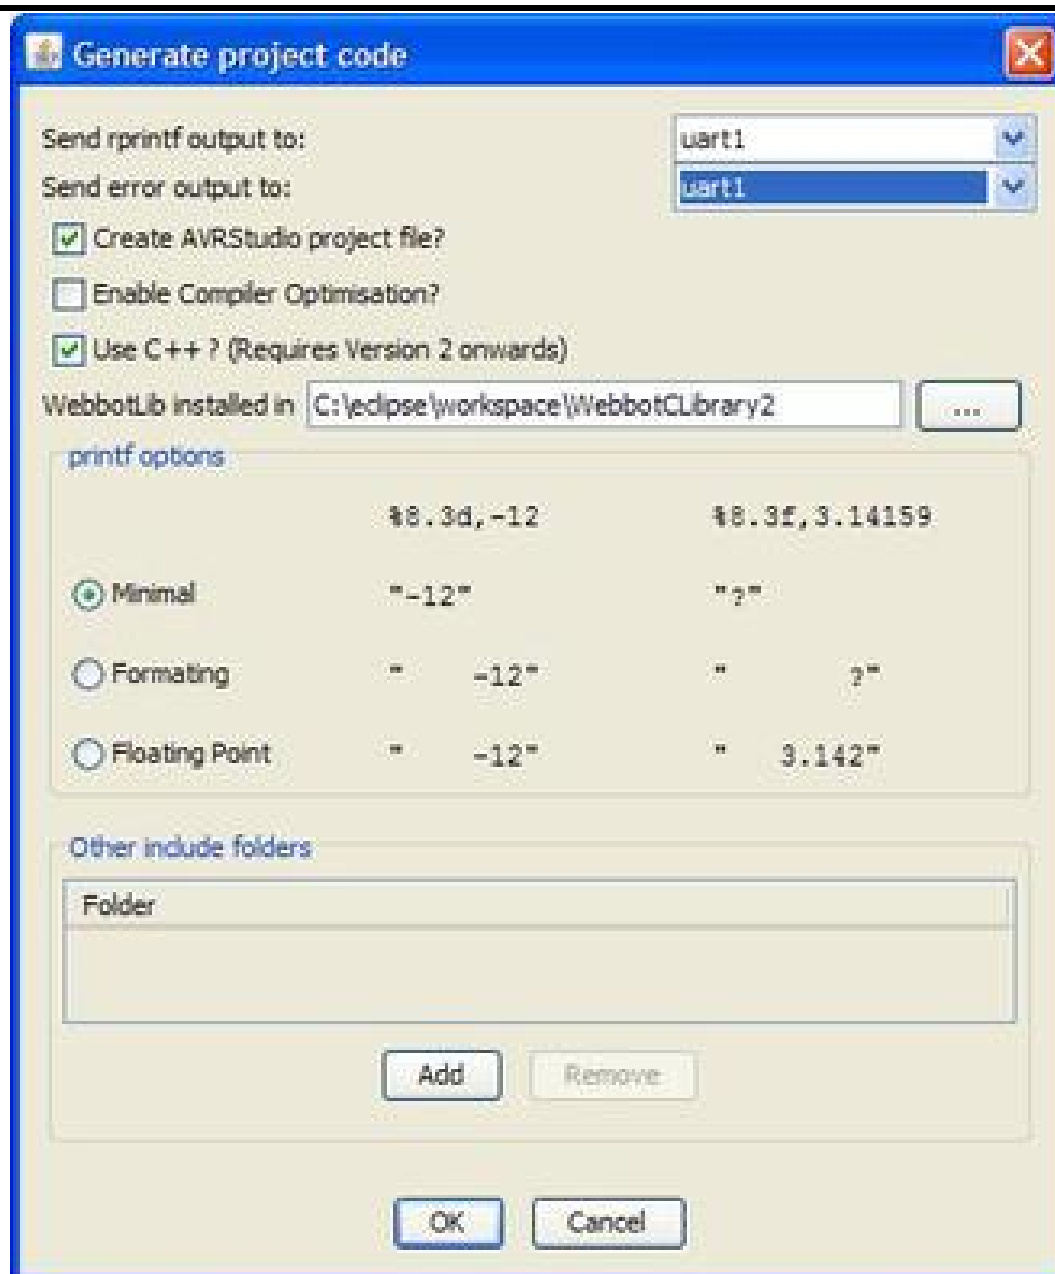 Generate project code
Send rprintf output to: uart1
Send error output to: uart1
Create AVRStudio project file?
Enable Compiler Optimisation?
Use C++ ? (Requires Version 2 onwards)
WebbotLib installed in C:\eclipse\workspace\WebbotCLibrary2 ...
printf options
%8.3d,-12 %8.3f,3.14159
Minimal "-12" "?"
Formating "     -12" "       ?"
Floating Point "     -12" "   3.142"
Other include folders
Folder
Add Remove
OK Cancel